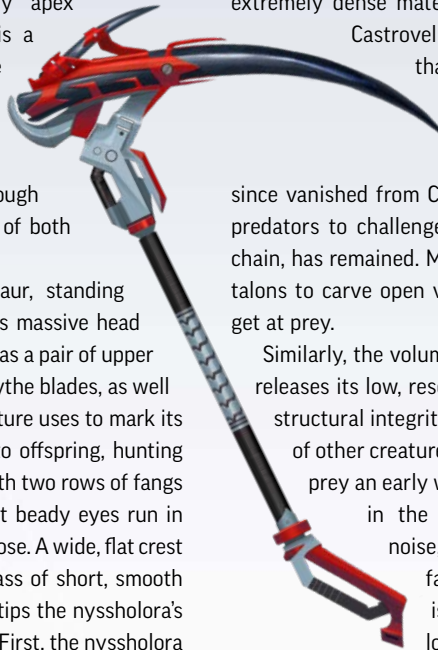 y apex
is a
ough
of both
aur, standing
s massive head
as a pair of upper
ythe blades, as well
ture uses to mark its
to offspring, hunting
th two rows of fangs
t beady eyes run in
ose. A wide, flat crest
ass of short, smooth
tips the nyssholora's
First, the nyssholora
extremely dense mate
Castrovel
tha
since vanished from C
predators to challenge
chain, has remained. M
talons to carve open v
get at prey.
Similarly, the volum
releases its low, res
structural integrit
of other creature
prey an early w
in the
noise,
fa
is
lo